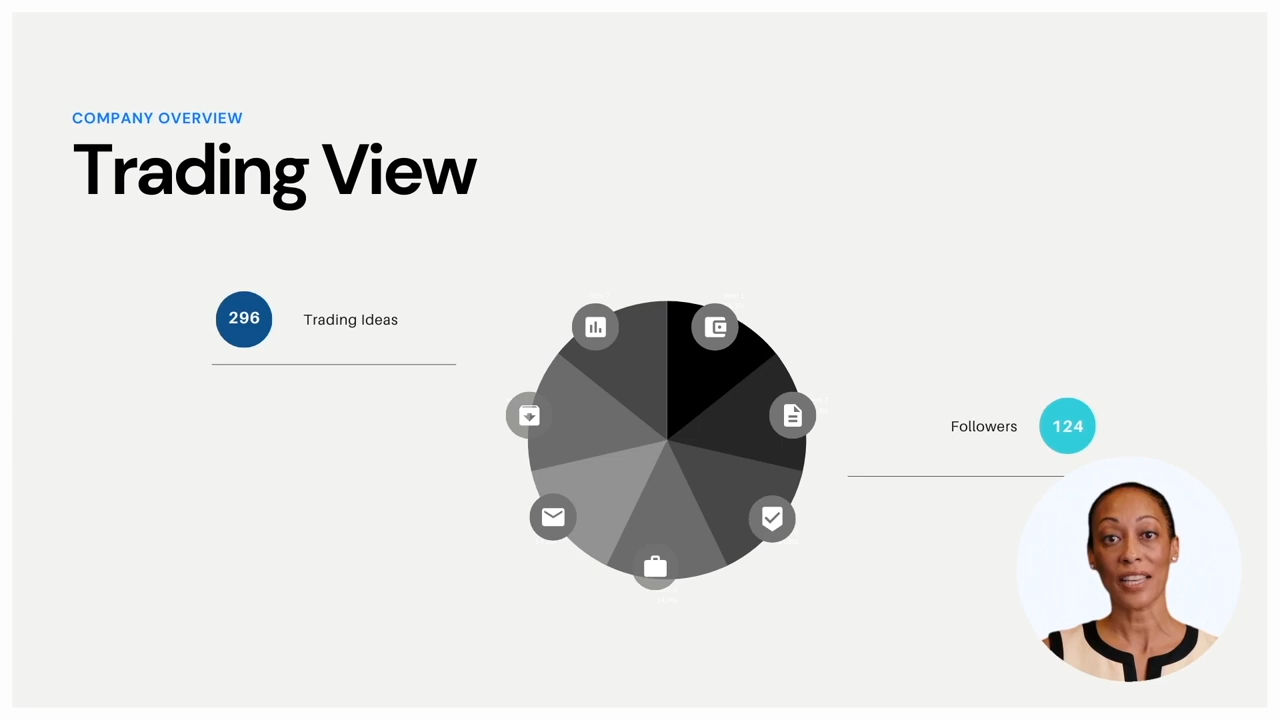 COMPANY OVERVIEW
Trading View
296
Trading Ideas
Followers
124